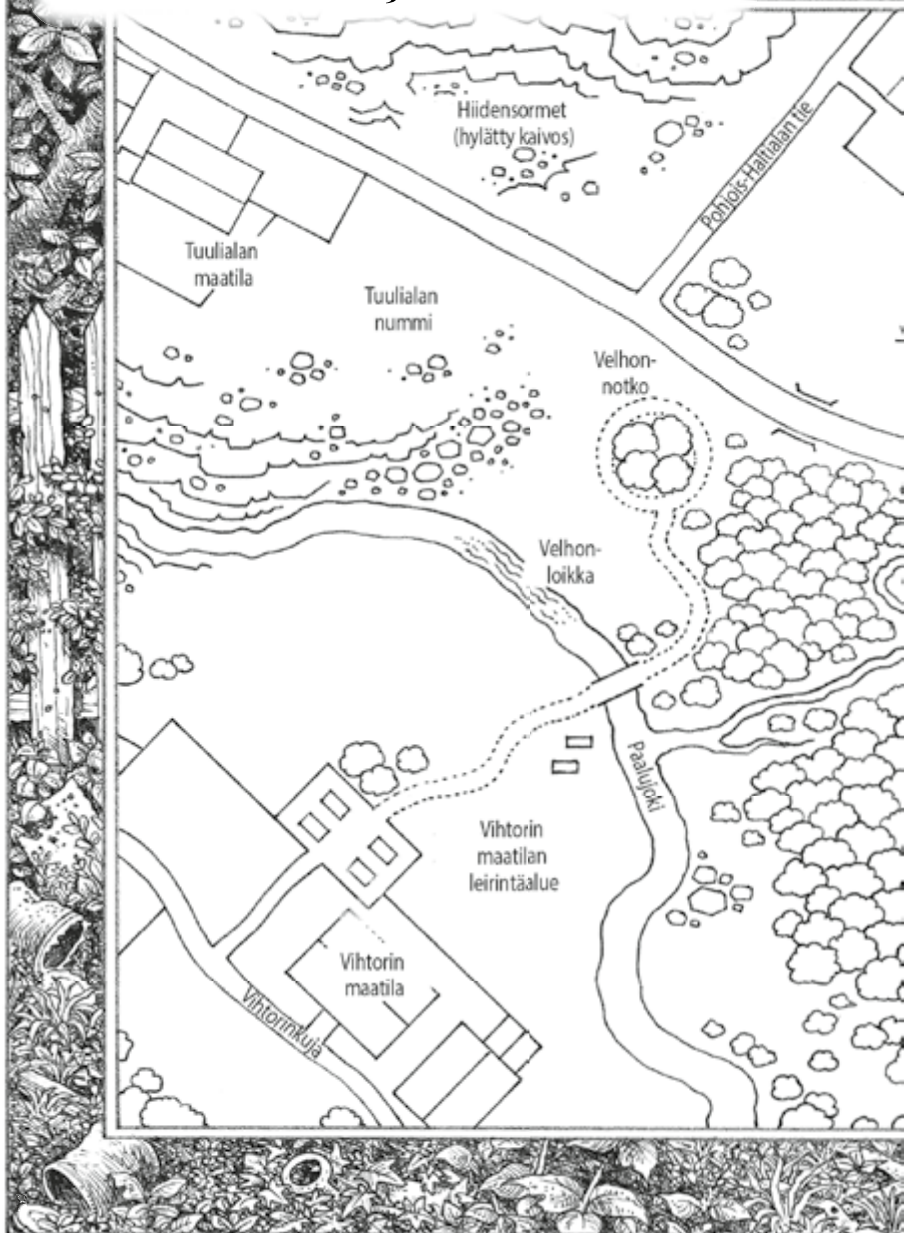 Hiidensormet
(hylätty kaivos)
Pohjois-Haltialan tie
Tuulialan
maatila
Tuulialan
nummi
Velhon-
notko
Velhon-
loikka
Paalujoki
Vihtorin
maatilan
leirintäalue
Vihtorin
maatila
Vihtorinkuja